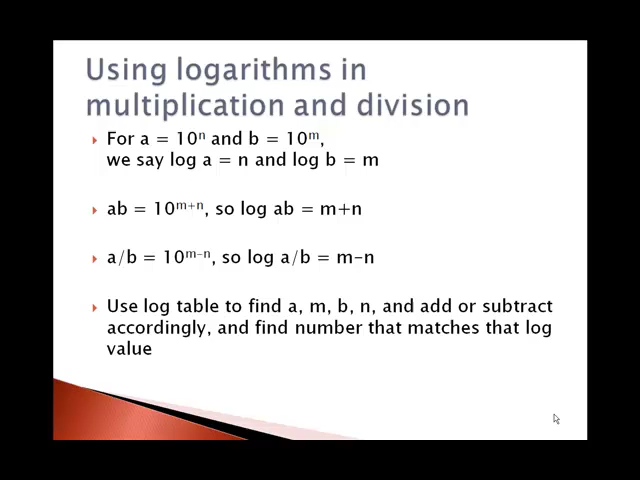 Using logarithms in
multiplication and division
For a = 10ⁿ and b = 10ᵐ,
we say log a = n and log b = m
ab = 10ᵐ⁺ⁿ, so log ab = m+n
a/b = 10ᵐ⁻ⁿ, so log a/b = m-n
Use log table to find a, m, b, n, and add or subtract
accordingly, and find number that matches that log
value